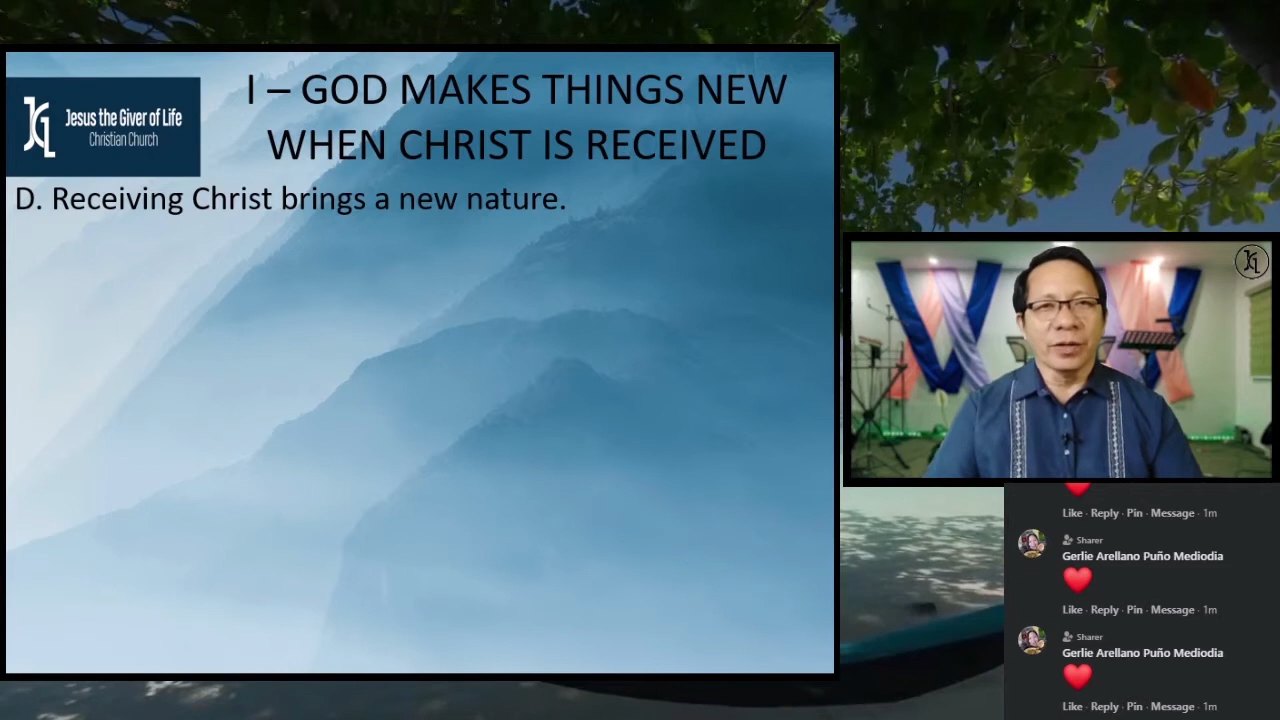 JGL
Jesus the Giver of Life
Christian Church
I – GOD MAKES THINGS NEW
WHEN CHRIST IS RECEIVED
D. Receiving Christ brings a new nature.
JGL
Like · Reply · Pin · Message · 1m
Sharer
Gerlie Arellano Puño Mediodia
Like · Reply · Pin · Message · 1m
Sharer
Gerlie Arellano Puño Mediodia
Like · Reply · Pin · Message · 1m